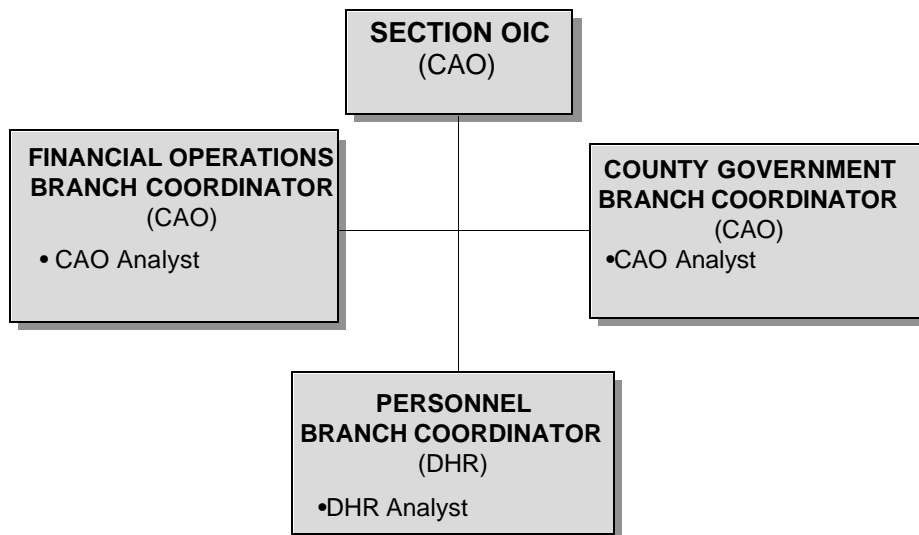 SECTION OIC
(CAO)
FINANCIAL OPERATIONS
BRANCH COORDINATOR
(CAO)
• CAO Analyst
COUNTY GOVERNMENT
BRANCH COORDINATOR
(CAO)
•CAO Analyst
PERSONNEL
BRANCH COORDINATOR
(DHR)
•DHR Analyst